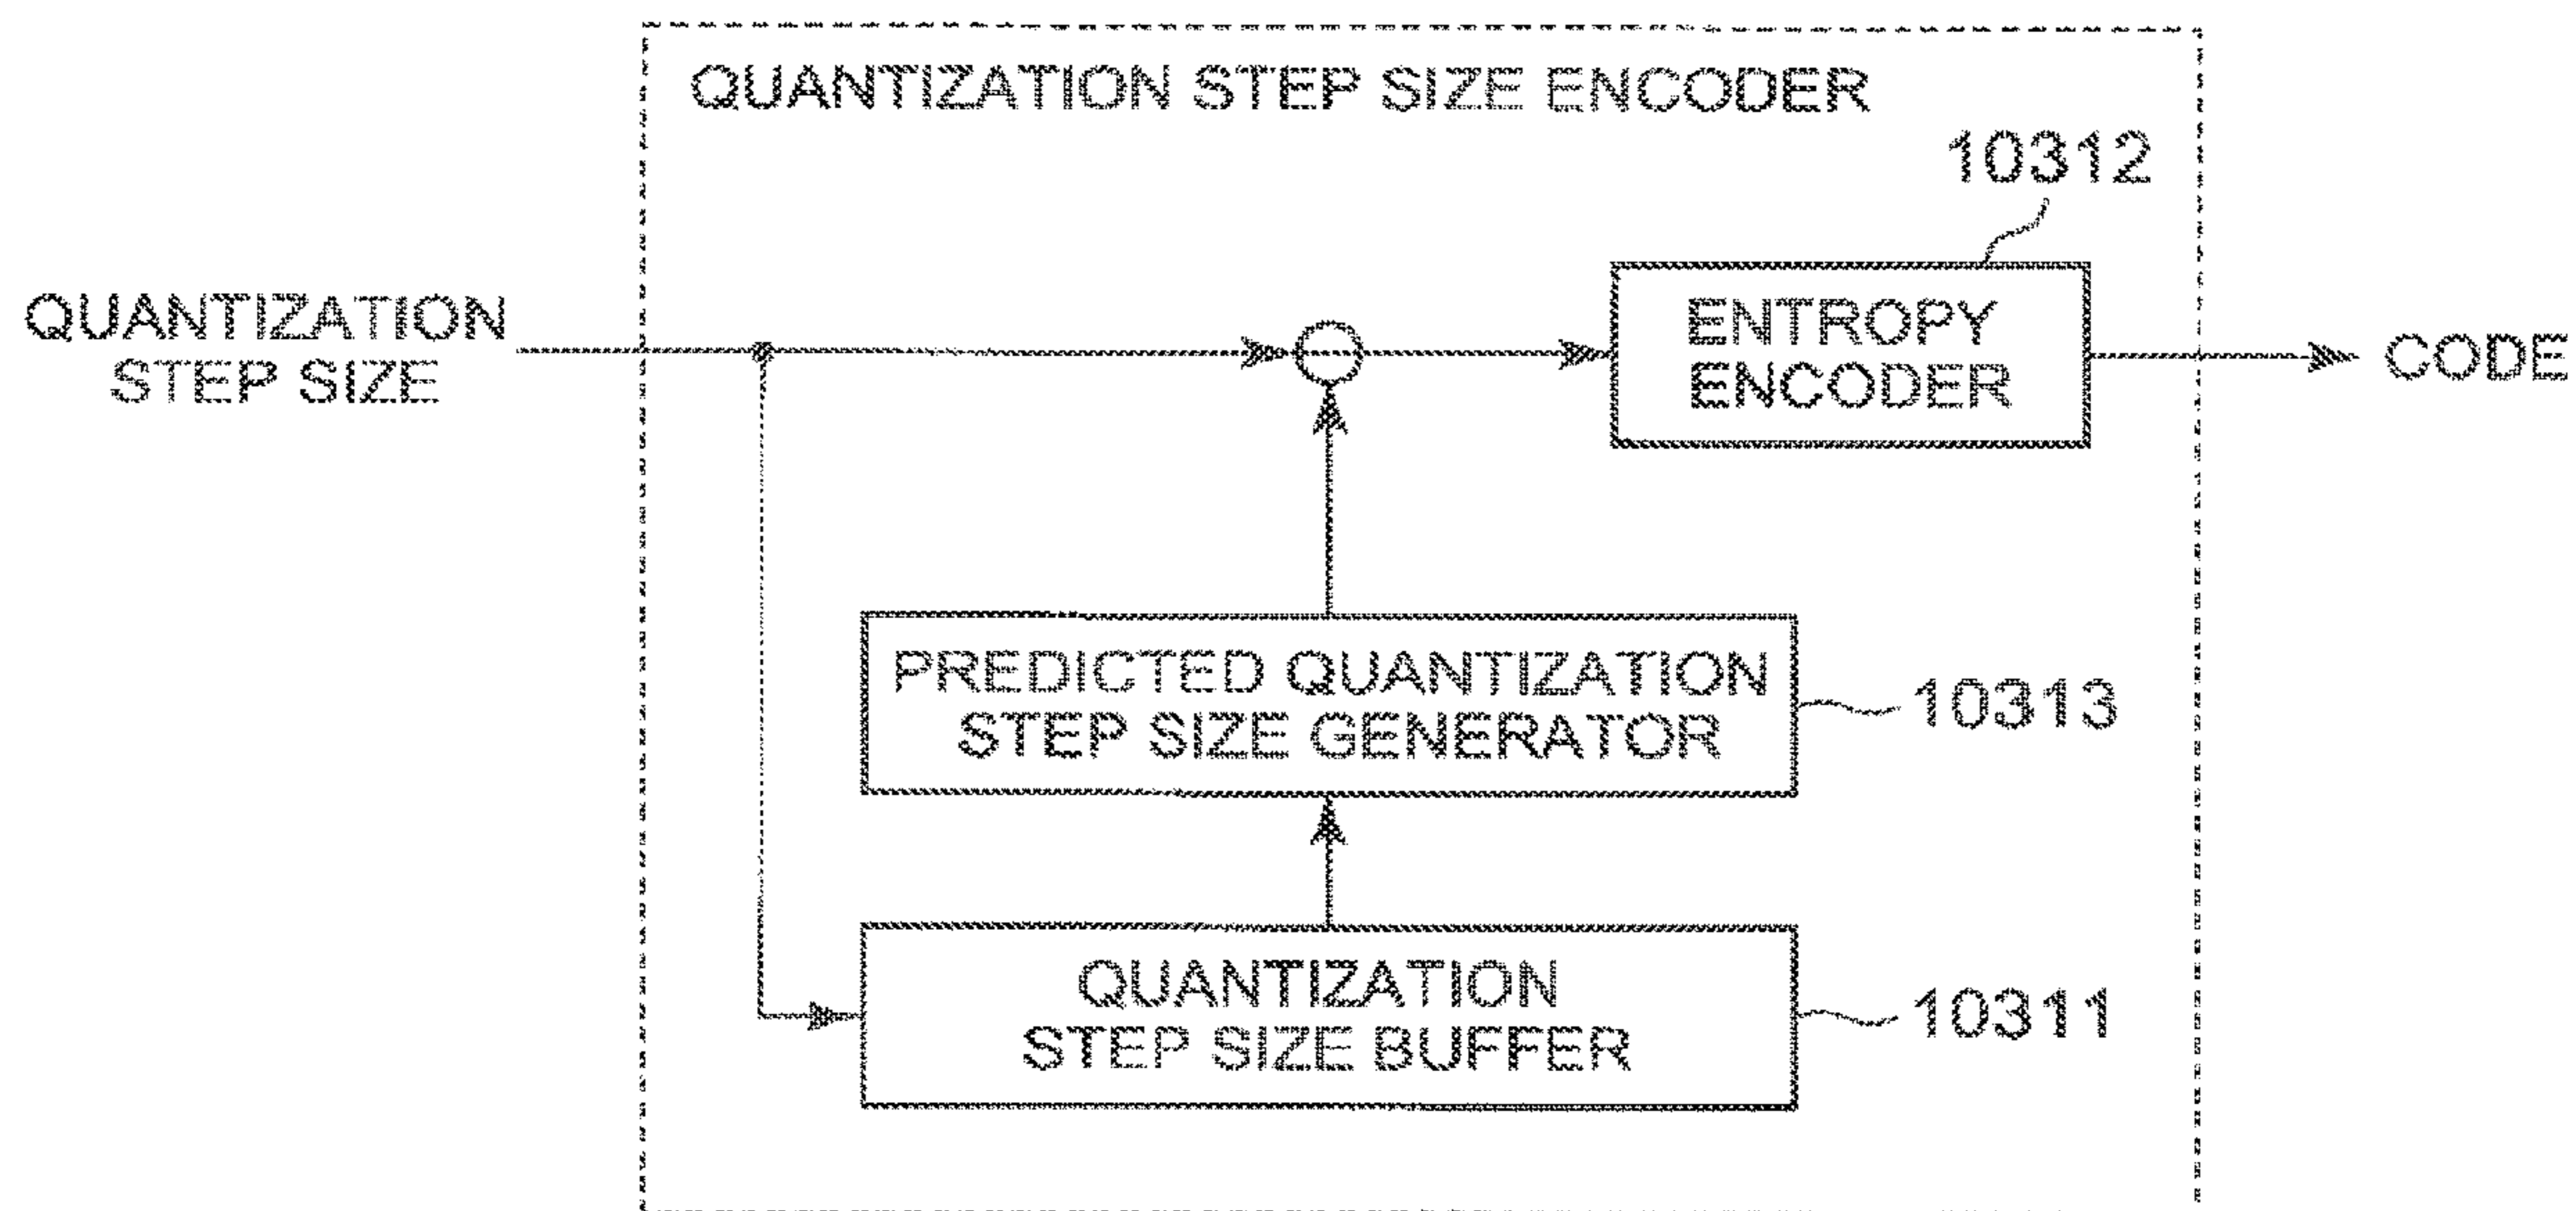 QUANTIZATION STEP SIZE ENCODER
10312
QUANTIZATION
STEP SIZE
ENTROPY
ENCODER
CODE
PREDICTED QUANTIZATION
STEP SIZE GENERATOR
10313
QUANTIZATION
STEP SIZE BUFFER
10311